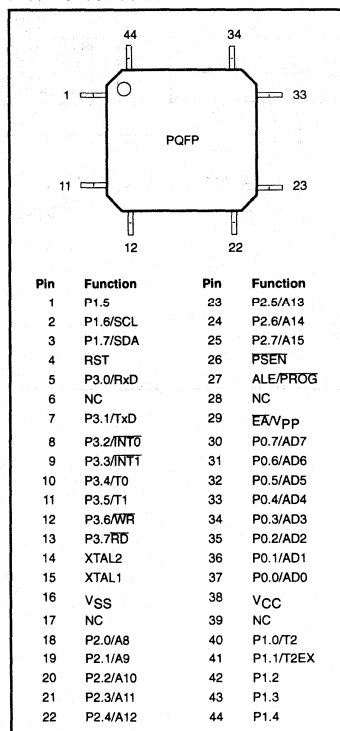 44 34
1 33
PQFP
11 23
12 22
Pin Function Pin Function
1 P1.5 23 P2.5/A13
2 P1.6/SCL 24 P2.6/A14
3 P1.7/SDA 25 P2.7/A15
4 RST 26 P̅S̅E̅N̅
5 P3.0/RxD 27 ALE/P̅R̅O̅G̅
6 NC 28 NC
7 P3.1/TxD 29 E̅A̅/VPP
8 P3.2/I̅N̅T̅0̅ 30 P0.7/AD7
9 P3.3/I̅N̅T̅1̅ 31 P0.6/AD6
10 P3.4/T0 32 P0.5/AD5
11 P3.5/T1 33 P0.4/AD4
12 P3.6/W̅R̅ 34 P0.3/AD3
13 P3.7R̅D̅ 35 P0.2/AD2
14 XTAL2 36 P0.1/AD1
15 XTAL1 37 P0.0/AD0
16 VSS 38 VCC
17 NC 39 NC
18 P2.0/A8 40 P1.0/T2
19 P2.1/A9 41 P1.1/T2EX
20 P2.2/A10 42 P1.2
21 P2.3/A11 43 P1.3
22 P2.4/A12 44 P1.4